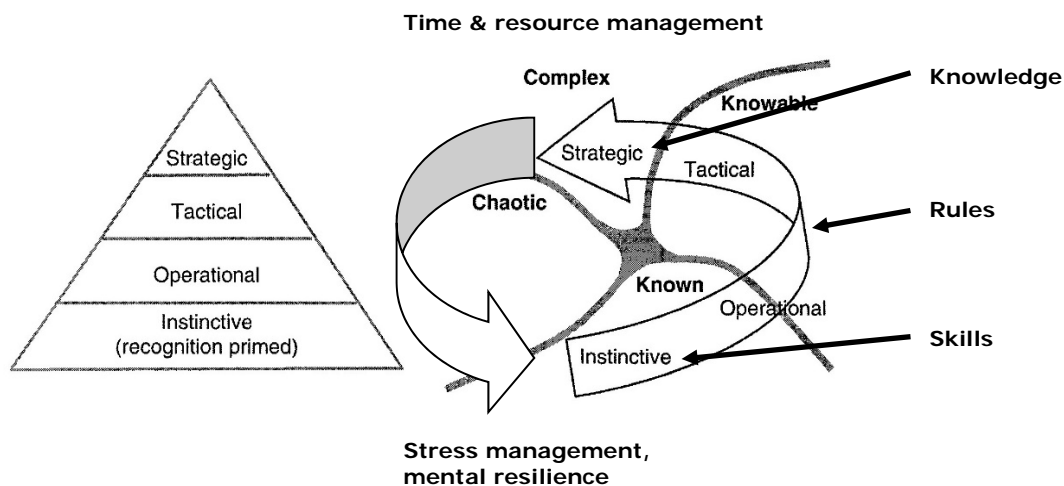 Time & resource management
Strategic
Tactical
Operational
Instinctive
(recognition primed)
Complex
Knowable
Strategic
Tactical
Chaotic
Known
Operational
Instinctive
Knowledge
Rules
Skills
Stress management,
mental resilience